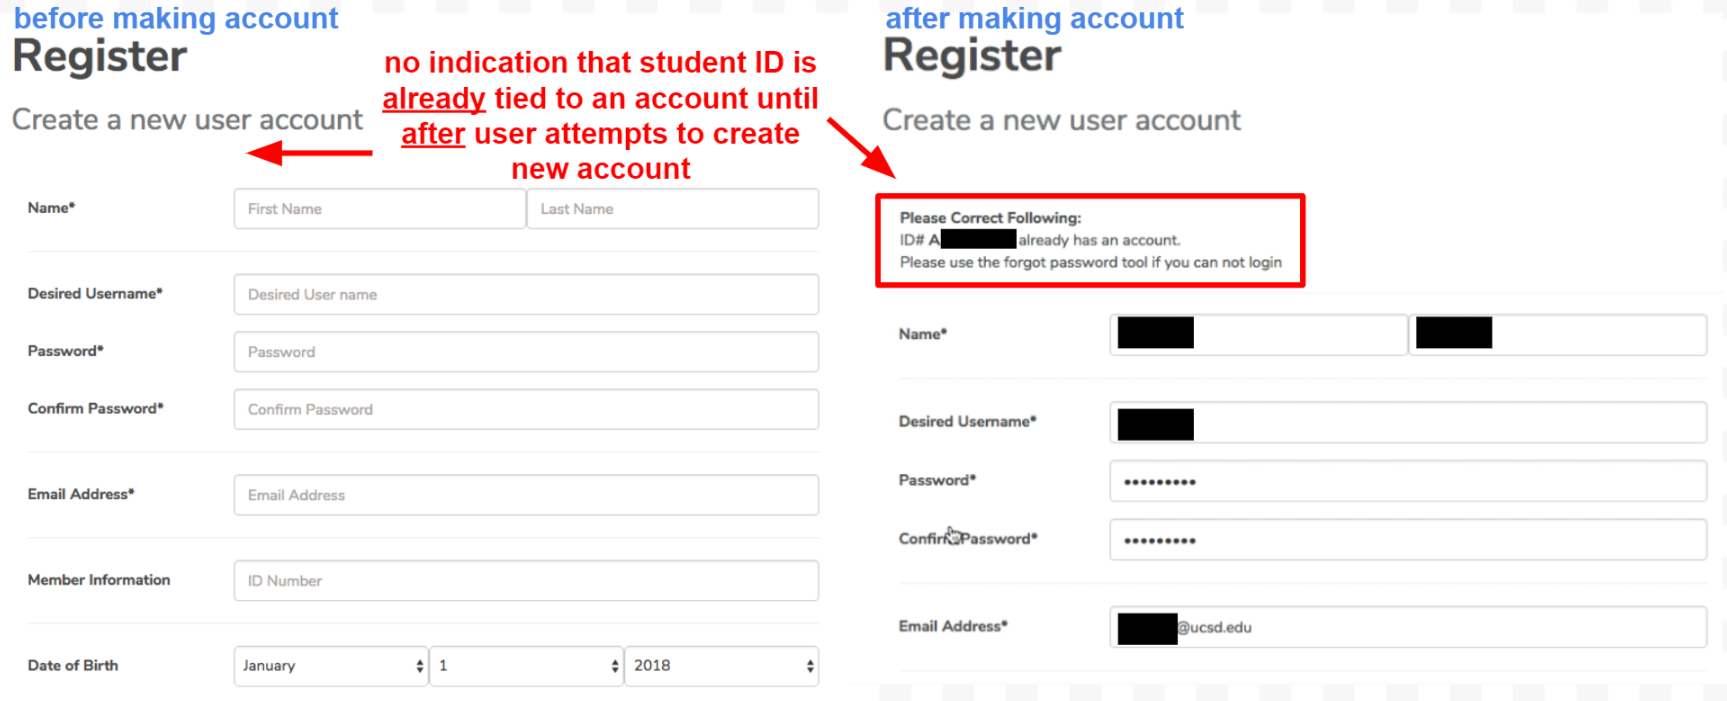 before making account
Register
Create a new user account
no indication that student ID is
already tied to an account until
after user attempts to create
new account
Name*
First Name
Last Name
Desired Username*
Desired User name
Password*
Password
Confirm Password*
Confirm Password
Email Address*
Email Address
Member Information
ID Number
Date of Birth
January
1
2018
after making account
Register
Create a new user account
Please Correct Following:
ID# A already has an account.
Please use the forgot password tool if you can not login
Name*
Desired Username*
Password*
•••••••••
Confirm Password*
•••••••••
Email Address*
@ucsd.edu